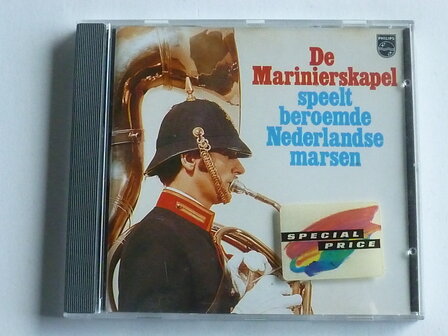 PHILIPS
De
Marinierskapel
speelt
beroemde
Nederlandse
marsen
SPECIAL
PRICE